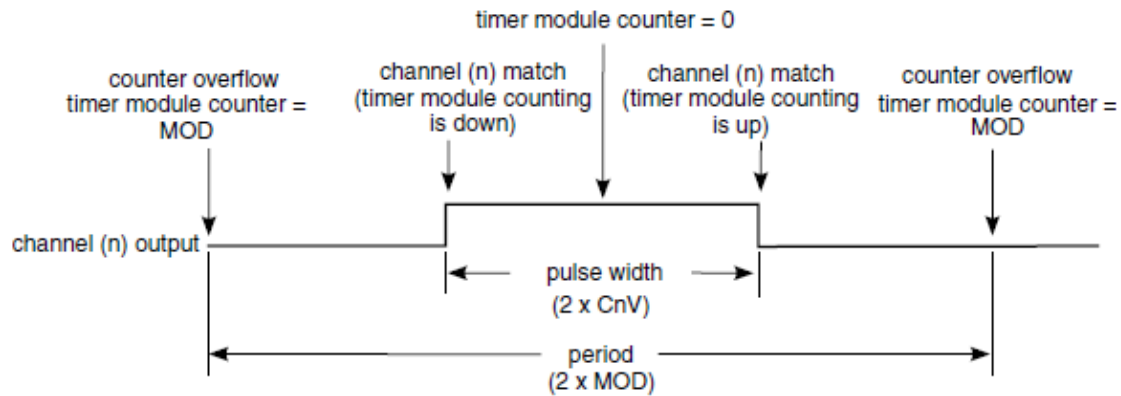 timer module counter = 0
counter overflow
timer module counter =
MOD
channel (n) match
(timer module counting
is down)
channel (n) match
(timer module counting
is up)
counter overflow
timer module counter =
MOD
channel (n) output
pulse width
(2 x CnV)
period
(2 x MOD)